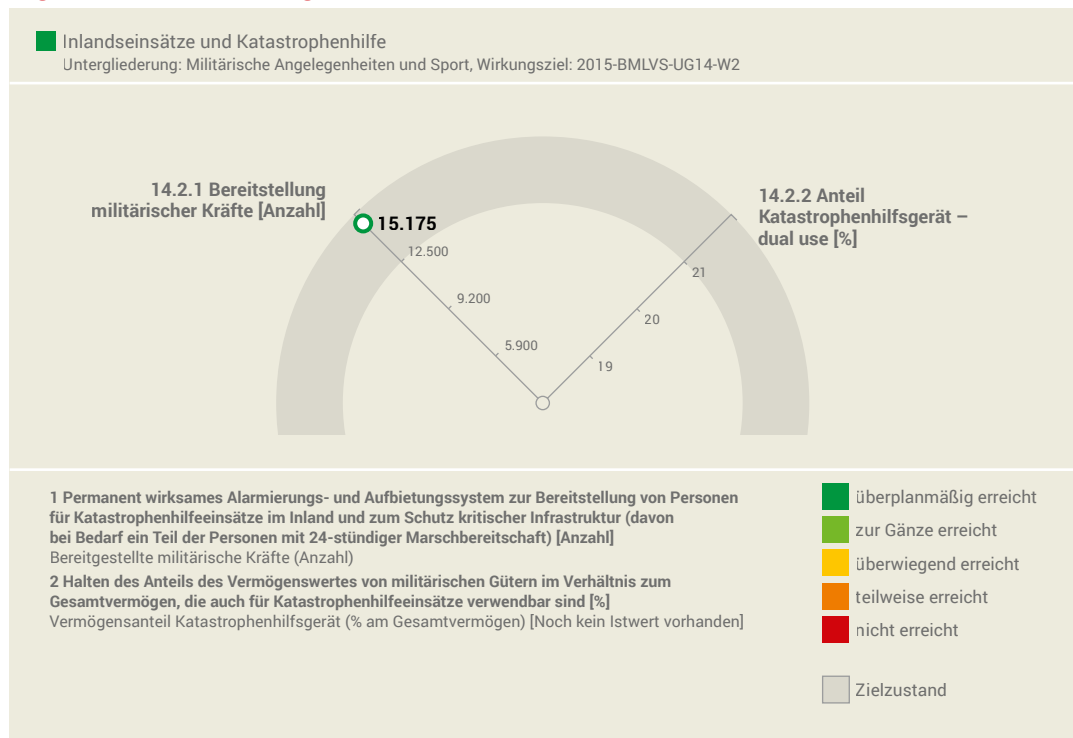 Inlandseinsätze und Katastrophenhilfe
Untergliederung: Militärische Angelegenheiten und Sport, Wirkungsziel: 2015-BMLVS-UG14-W2
14.2.1 Bereitstellung
militärischer Kräfte [Anzahl]
15.175
12.500
9.200
5.900
14.2.2 Anteil
Katastrophenhilfsgerät –
dual use [%]
21
20
19
1 Permanent wirksames Alarmierungs- und Aufbietungssystem zur Bereitstellung von Personen
für Katastrophenhilfeeinsätze im Inland und zum Schutz kritischer Infrastruktur (davon
bei Bedarf ein Teil der Personen mit 24-stündiger Marschbereitschaft) [Anzahl]
Bereitgestellte militärische Kräfte (Anzahl)
2 Halten des Anteils des Vermögenswertes von militärischen Gütern im Verhältnis zum
Gesamtvermögen, die auch für Katastrophenhilfeeinsätze verwendbar sind [%]
Vermögensanteil Katastrophenhilfsgerät (% am Gesamtvermögen) [Noch kein Istwert vorhanden]
überplanmäßig erreicht
zur Gänze erreicht
überwiegend erreicht
teilweise erreicht
nicht erreicht
Zielzustand